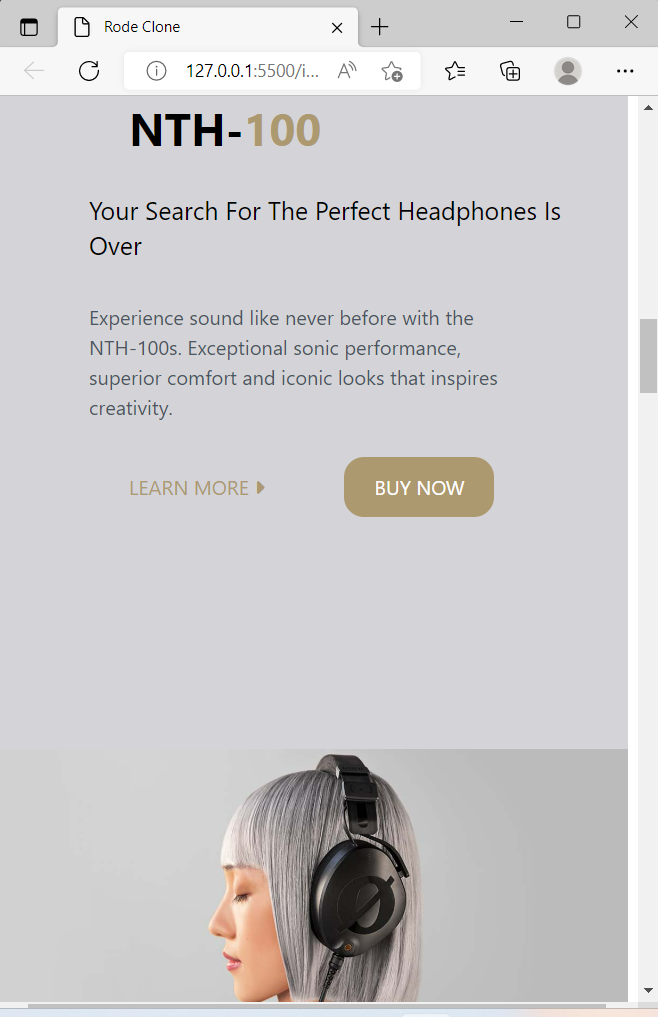 Rode Clone
127.0.0.1:5500/i...
NTH-100
Your Search For The Perfect Headphones Is
Over
Experience sound like never before with the
NTH-100s. Exceptional sonic performance,
superior comfort and iconic looks that inspires
creativity.
LEARN MORE
BUY NOW